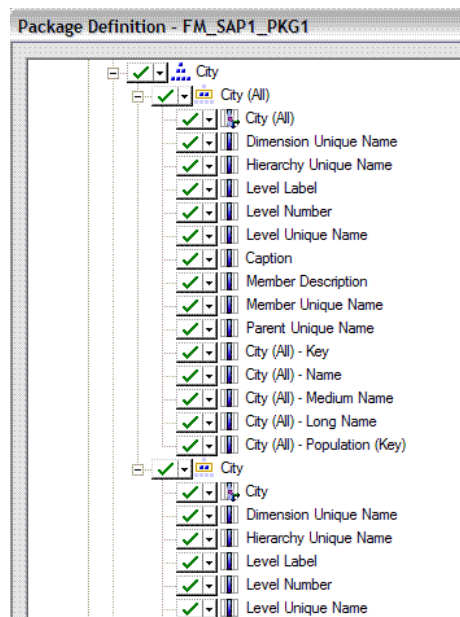 Package Definition - FM_SAP1_PKG1
City
City (All)
City (All)
Dimension Unique Name
Hierarchy Unique Name
Level Label
Level Number
Level Unique Name
Caption
Member Description
Member Unique Name
Parent Unique Name
City (All) - Key
City (All) - Name
City (All) - Medium Name
City (All) - Long Name
City (All) - Population (Key)
City
City
Dimension Unique Name
Hierarchy Unique Name
Level Label
Level Number
Level Unique Name